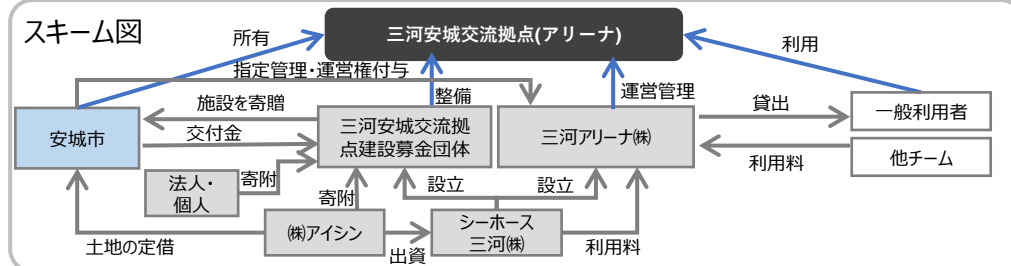 スキーム図
三河安城交流拠点(アリーナ)
所有
利用
指定管理・運営権付与
整備
運営管理
施設を寄贈
貸出
安城市
交付金
三河安城交流拠
点建設募金団体
三河アリーナ㈱
一般利用者
利用料
他チーム
法人・
個人
寄附
設立
設立
寄附
㈱アイシン
シーホース
三河㈱
土地の定借
出資
利用料